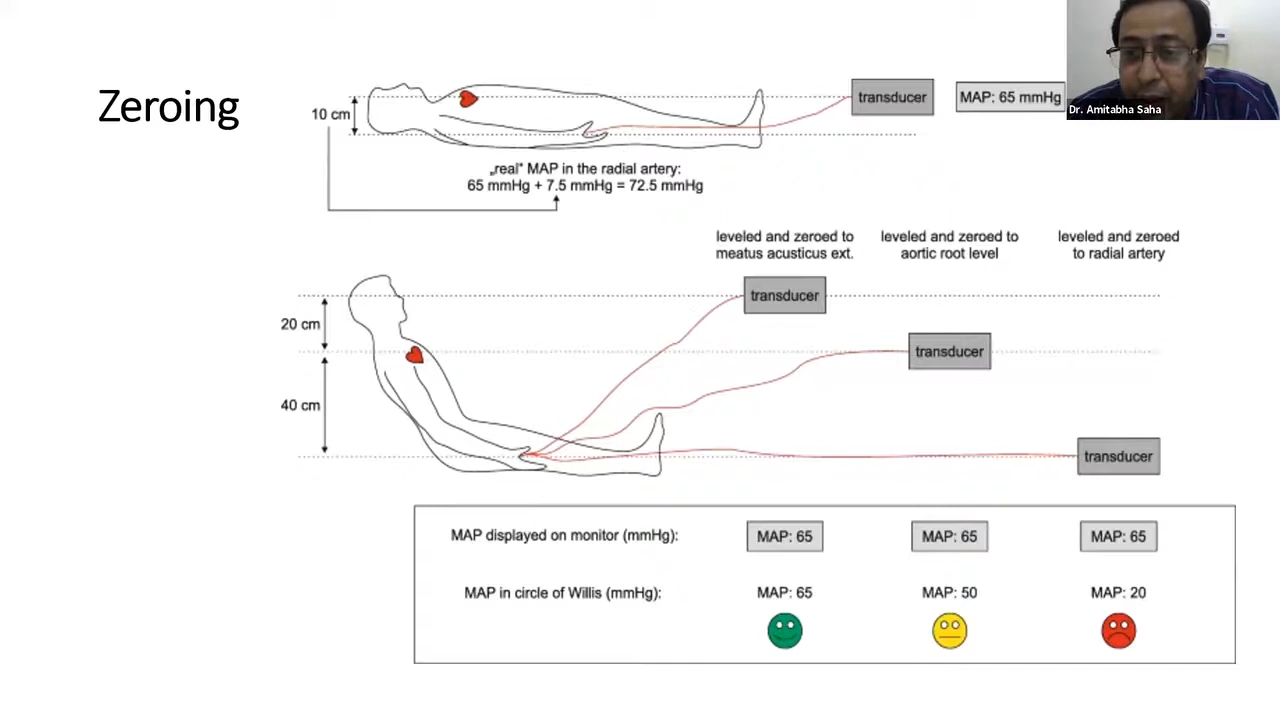 Zeroing
10 cm
transducer
MAP: 65 mmHg
Dr. Amitabha Saha
„real“ MAP in the radial artery:
65 mmHg + 7.5 mmHg = 72.5 mmHg
leveled and zeroed to
meatus acusticus ext.
leveled and zeroed to
aortic root level
leveled and zeroed
to radial artery
transducer
20 cm
transducer
40 cm
transducer
MAP displayed on monitor (mmHg):
MAP: 65
MAP: 65
MAP: 65
MAP in circle of Willis (mmHg):
MAP: 65
MAP: 50
MAP: 20